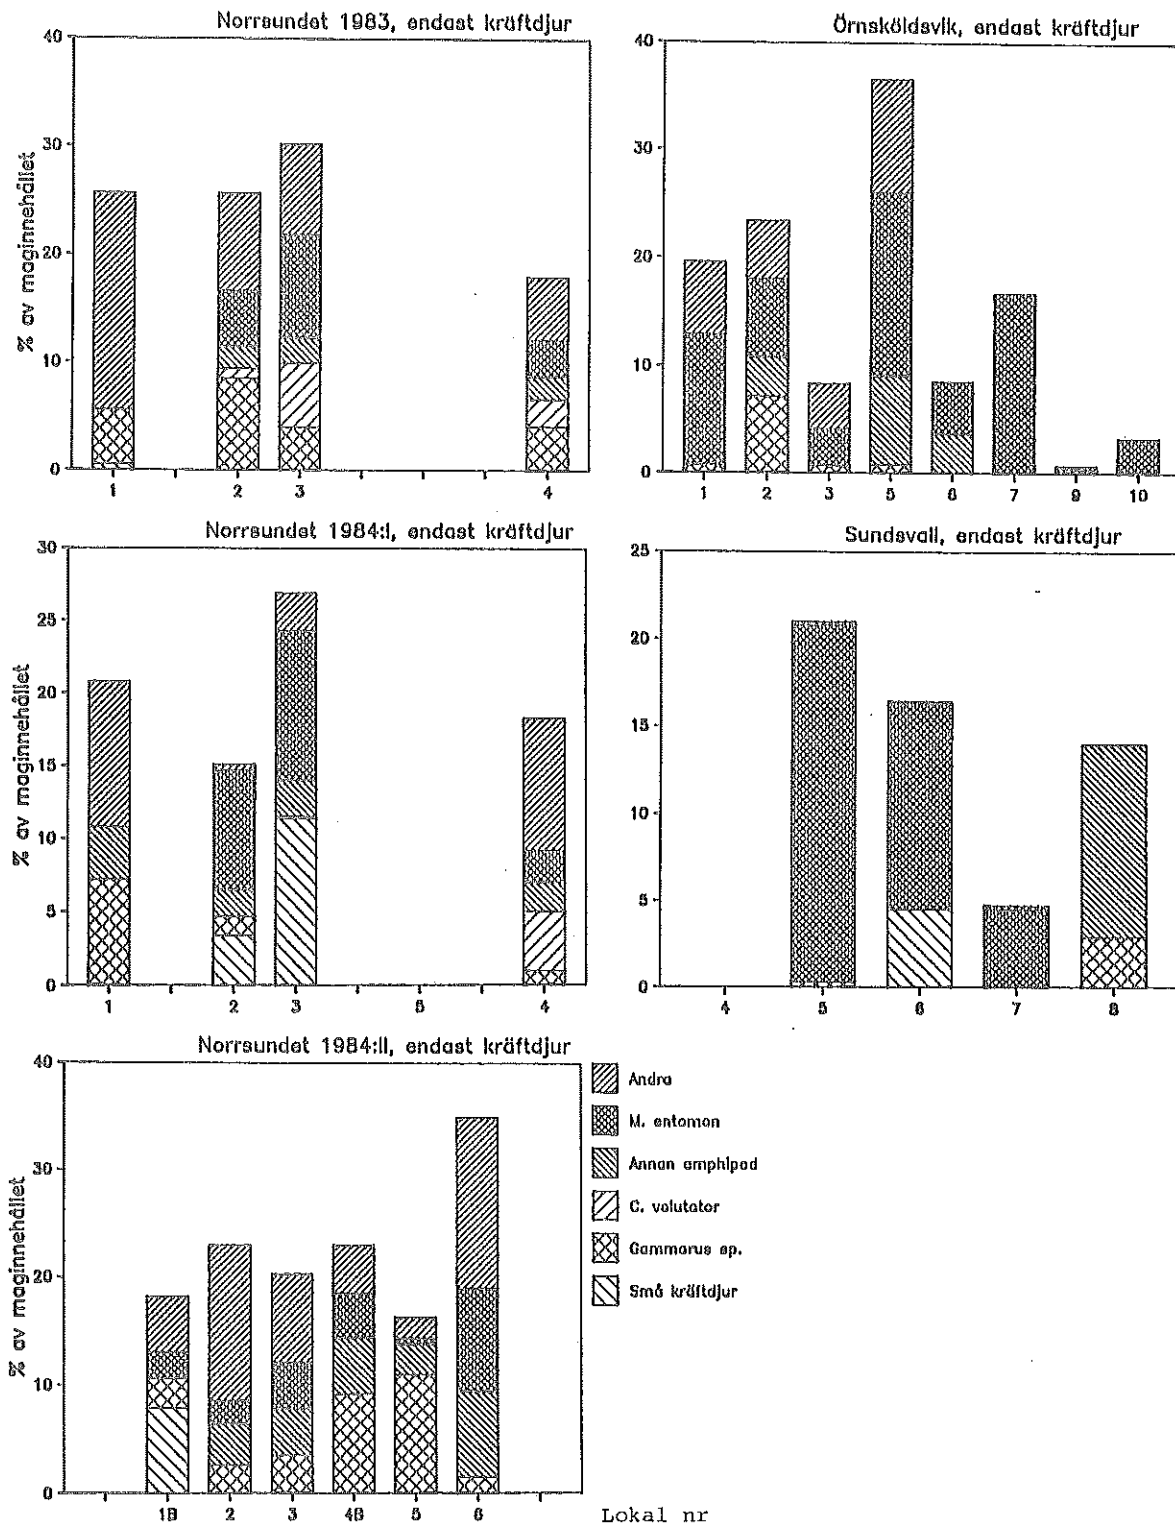 Norrsundet 1983, endast kräftdjur
% av maginnehållet
40
30
20
10
0
1 2 3 4
Örnsköldsvik, endast kräftdjur
40
30
20
10
0
1 2 3 5 6 7 9 10
Norrsundet 1984:I, endast kräftdjur
% av maginnehållet
30
25
20
15
10
5
0
1 2 3 5 4
Sundsvall, endast kräftdjur
25
20
15
10
5
0
4 5 6 7 8
Norrsundet 1984:II, endast kräftdjur
% av maginnehållet
40
30
20
10
0
1B 2 3 4B 5 6
Lokal nr
Andra
M. entomon
Annan amphipod
C. volutator
Gammarus sp.
Små kräftdjur